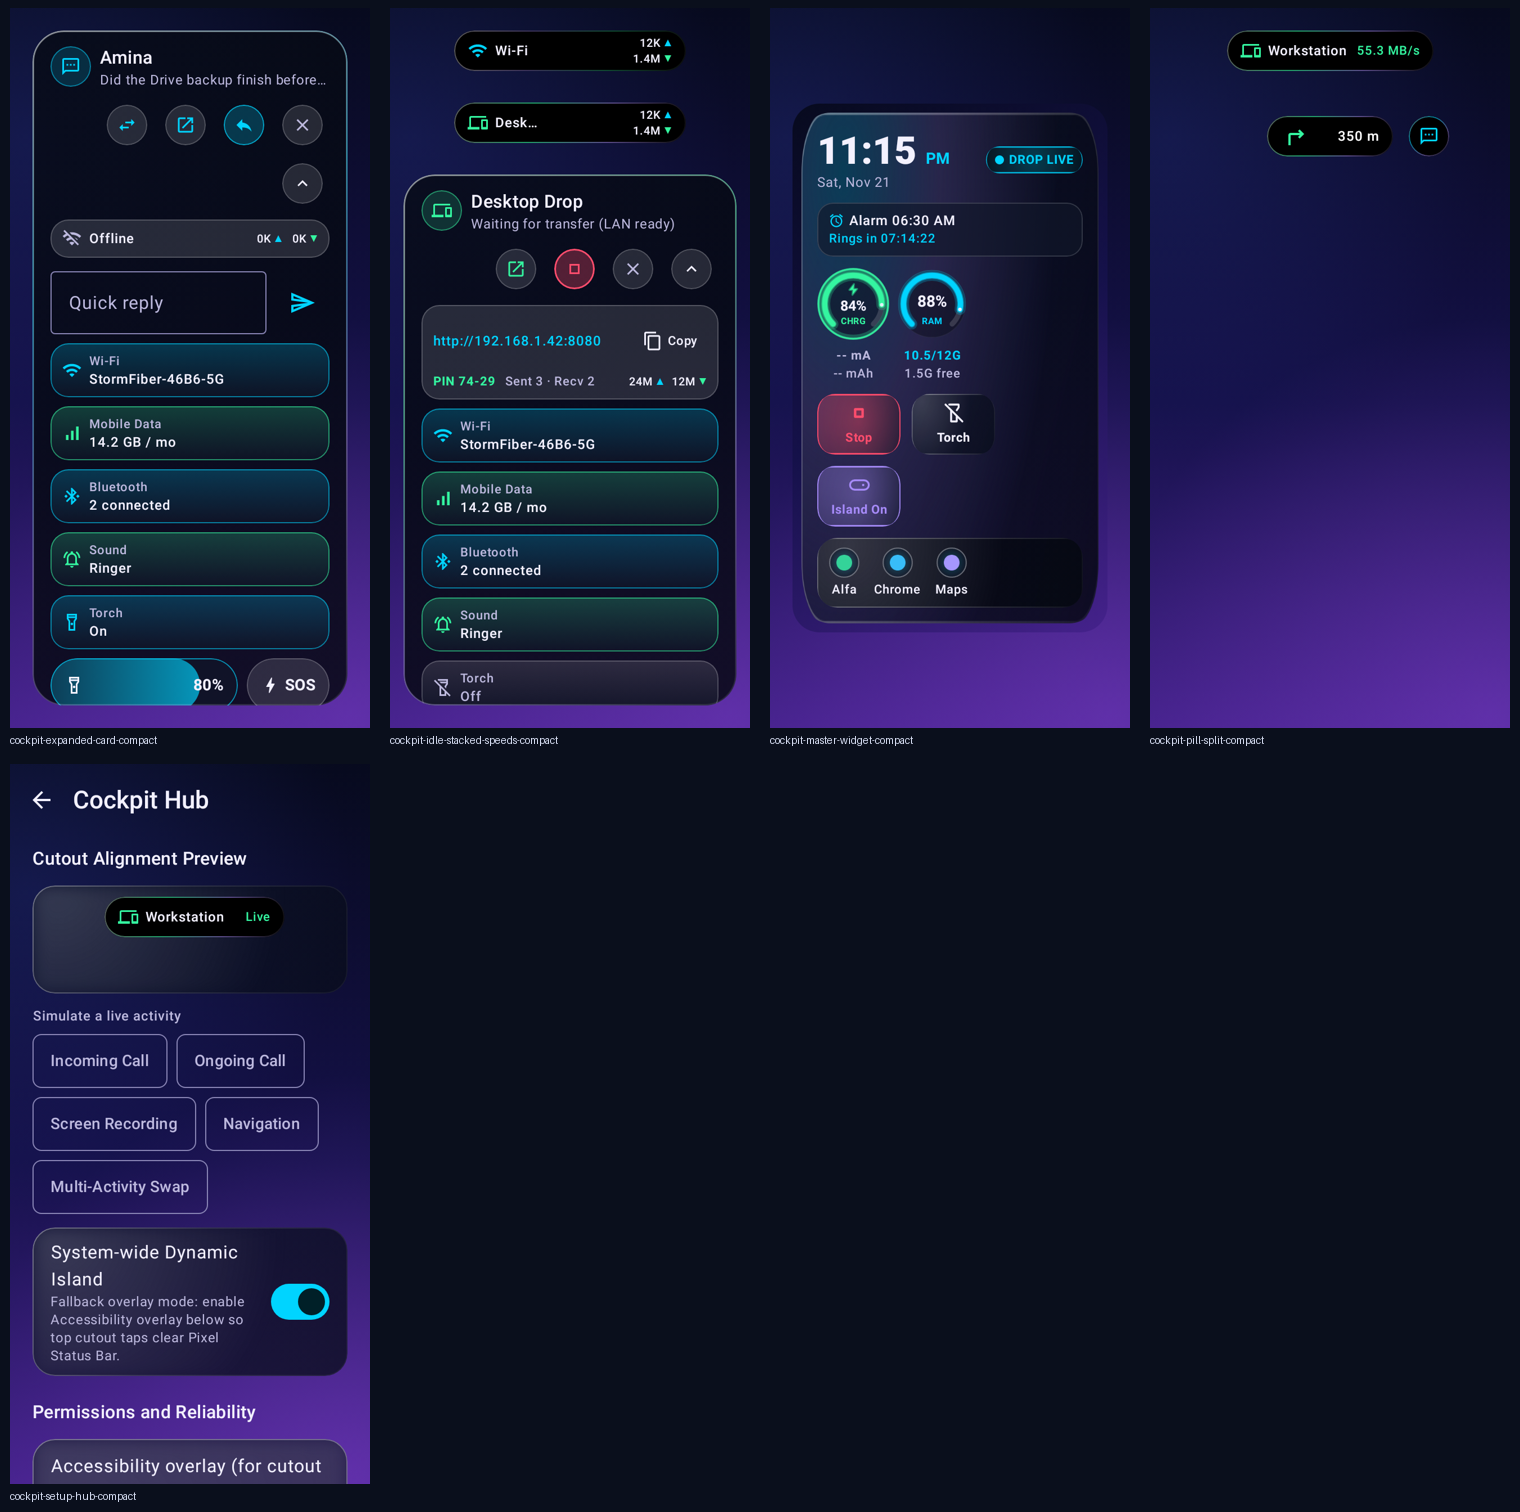 Amina
Did the Drive backup finish before...
Offline
0K ▲ 0K ▼
Quick reply
Wi-Fi
StormFiber-46B6-5G
Mobile Data
14.2 GB / mo
Bluetooth
2 connected
Sound
Ringer
Torch
On
80%
SOS
cockpit-expanded-card-compact
Wi-Fi
12K ▲
1.4M ▼
Desk...
12K ▲
1.4M ▼
Desktop Drop
Waiting for transfer (LAN ready)
http://192.168.1.42:8080
Copy
PIN 74-29 Sent 3 · Recv 2 24M ▲ 12M ▼
Wi-Fi
StormFiber-46B6-5G
Mobile Data
14.2 GB / mo
Bluetooth
2 connected
Sound
Ringer
Torch
Off
cockpit-idle-stacked-speeds-compact
11:15 PM
DROP LIVE
Sat, Nov 21
Alarm 06:30 AM
Rings in 07:14:22
84%
CHRG
88%
RAM
-- mA
-- mAh
10.5/12G
1.5G free
Stop
Torch
Island On
Alfa
Chrome
Maps
cockpit-master-widget-compact
Workstation 55.3 MB/s
350 m
cockpit-pill-split-compact
Cockpit Hub
Cutout Alignment Preview
Workstation Live
Simulate a live activity
Incoming Call
Ongoing Call
Screen Recording
Navigation
Multi-Activity Swap
System-wide Dynamic
Island
Fallback overlay mode: enable
Accessibility overlay below so
top cutout taps clear Pixel
Status Bar.
Permissions and Reliability
Accessibility overlay (for cutout
cockpit-setup-hub-compact